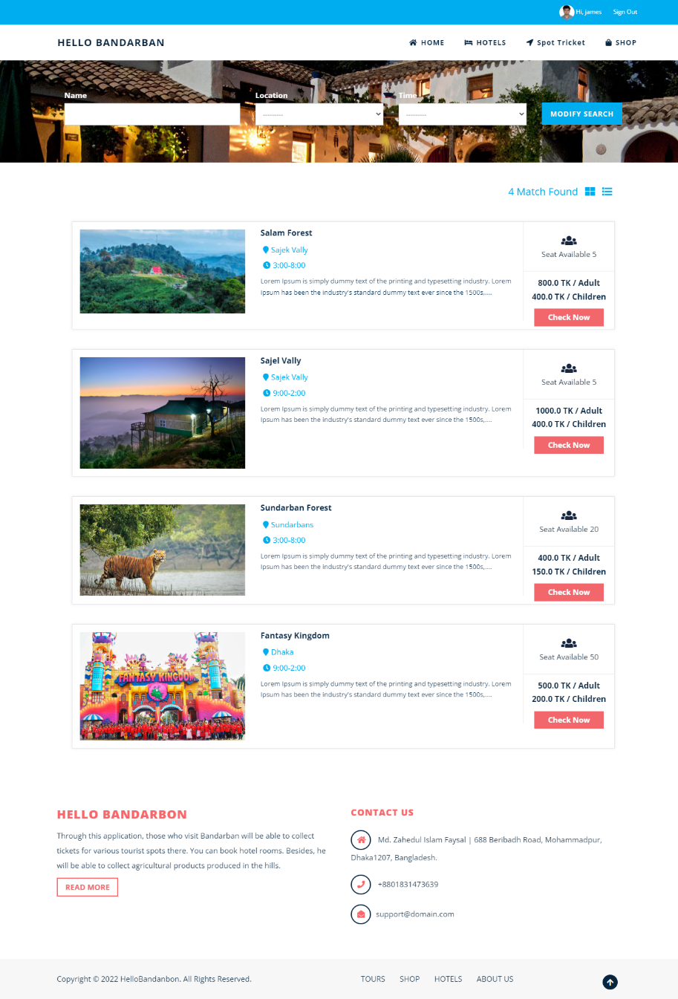 Hi, james Sign Out
HELLO BANDARBAN HOME HOTELS Spot Tricket SHOP
Name Location Time
--------- ---------
MODIFY SEARCH
4 Match Found
Salam Forest
Sajek Vally
3:00-8:00
Lorem Ipsum is simply dummy text of the printing and typesetting industry. Lorem
Ipsum has been the industry's standard dummy text ever since the 1500s,....
Seat Available 5
800.0 TK / Adult
400.0 TK / Children
Check Now
Sajel Vally
Sajek Vally
9:00-2:00
Lorem Ipsum is simply dummy text of the printing and typesetting industry. Lorem
Ipsum has been the industry's standard dummy text ever since the 1500s,....
Seat Available 5
1000.0 TK / Adult
400.0 TK / Children
Check Now
Sundarban Forest
Sundarbans
3:00-8:00
Lorem Ipsum is simply dummy text of the printing and typesetting industry. Lorem
Ipsum has been the industry's standard dummy text ever since the 1500s,....
Seat Available 20
400.0 TK / Adult
150.0 TK / Children
Check Now
FANTASY KINGDOM
Fantasy Kingdom
Dhaka
9:00-2:00
Lorem Ipsum is simply dummy text of the printing and typesetting industry. Lorem
Ipsum has been the industry's standard dummy text ever since the 1500s,....
Seat Available 50
500.0 TK / Adult
200.0 TK / Children
Check Now
HELLO BANDARBON
Through this application, those who visit Bandarban will be able to collect
tickets for various tourist spots there. You can book hotel rooms. Besides, he
will be able to collect agricultural products produced in the hills.
READ MORE
CONTACT US
Md. Zahedul Islam Faysal | 688 Beribadh Road, Mohammadpur,
Dhaka1207, Bangladesh.
+8801831473639
support@domain.com
Copyright © 2022 HelloBandanbon. All Rights Reserved.
TOURS SHOP HOTELS ABOUT US